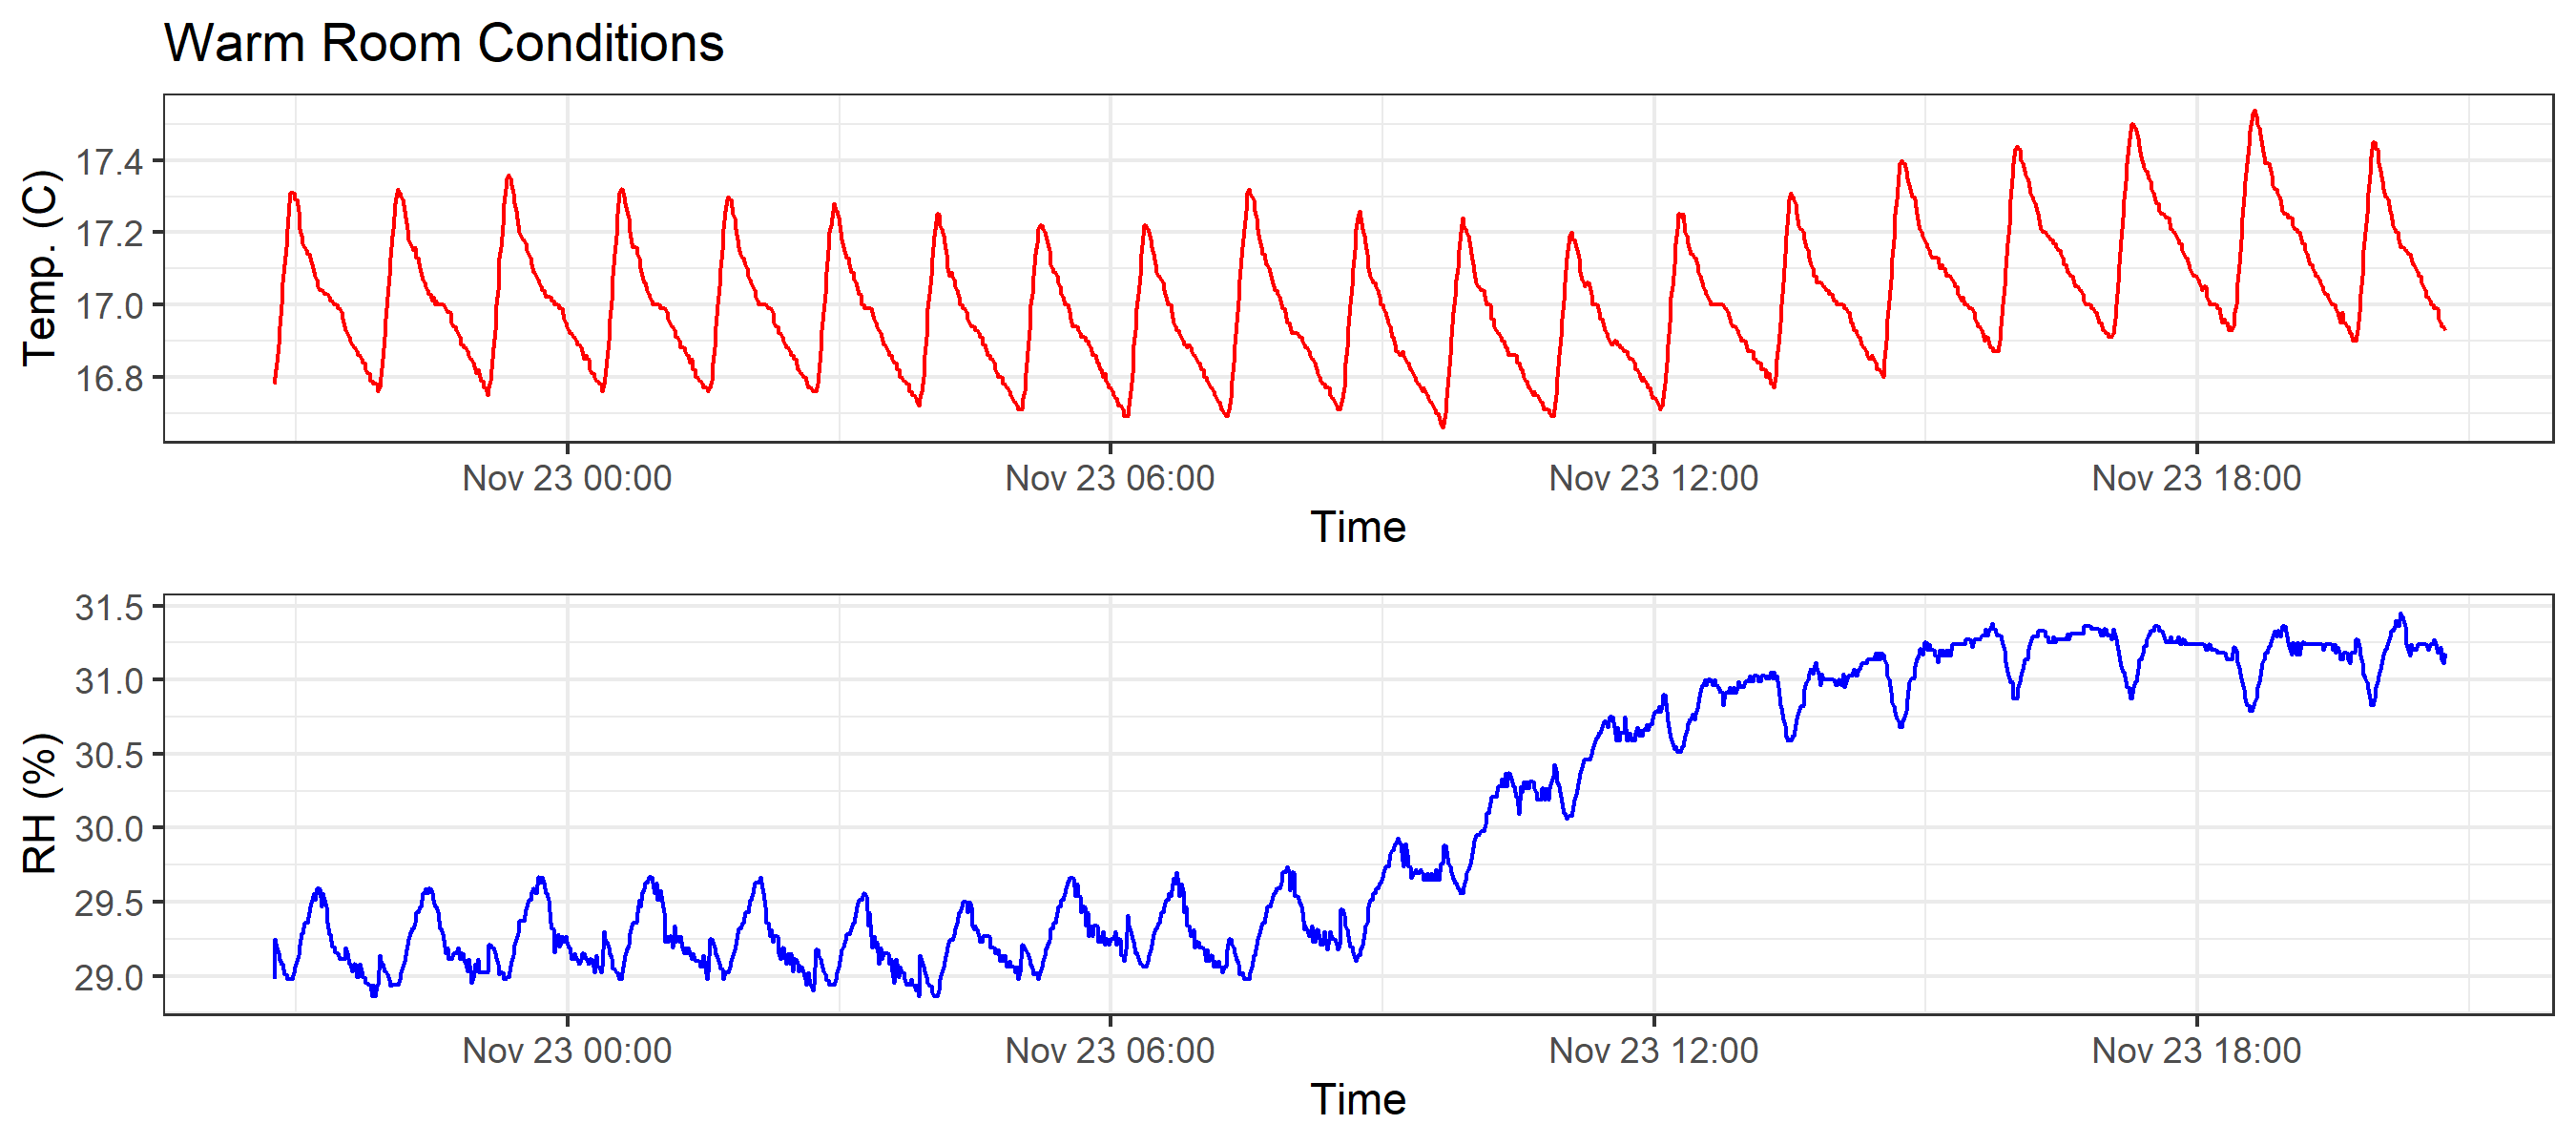 Warm Room Conditions
Temp. (C)
17.4
17.2
17.0
16.8
Nov 23 00:00 Nov 23 06:00 Nov 23 12:00 Nov 23 18:00
Time
RH (%)
31.5
31.0
30.5
30.0
29.5
29.0
Nov 23 00:00 Nov 23 06:00 Nov 23 12:00 Nov 23 18:00
Time